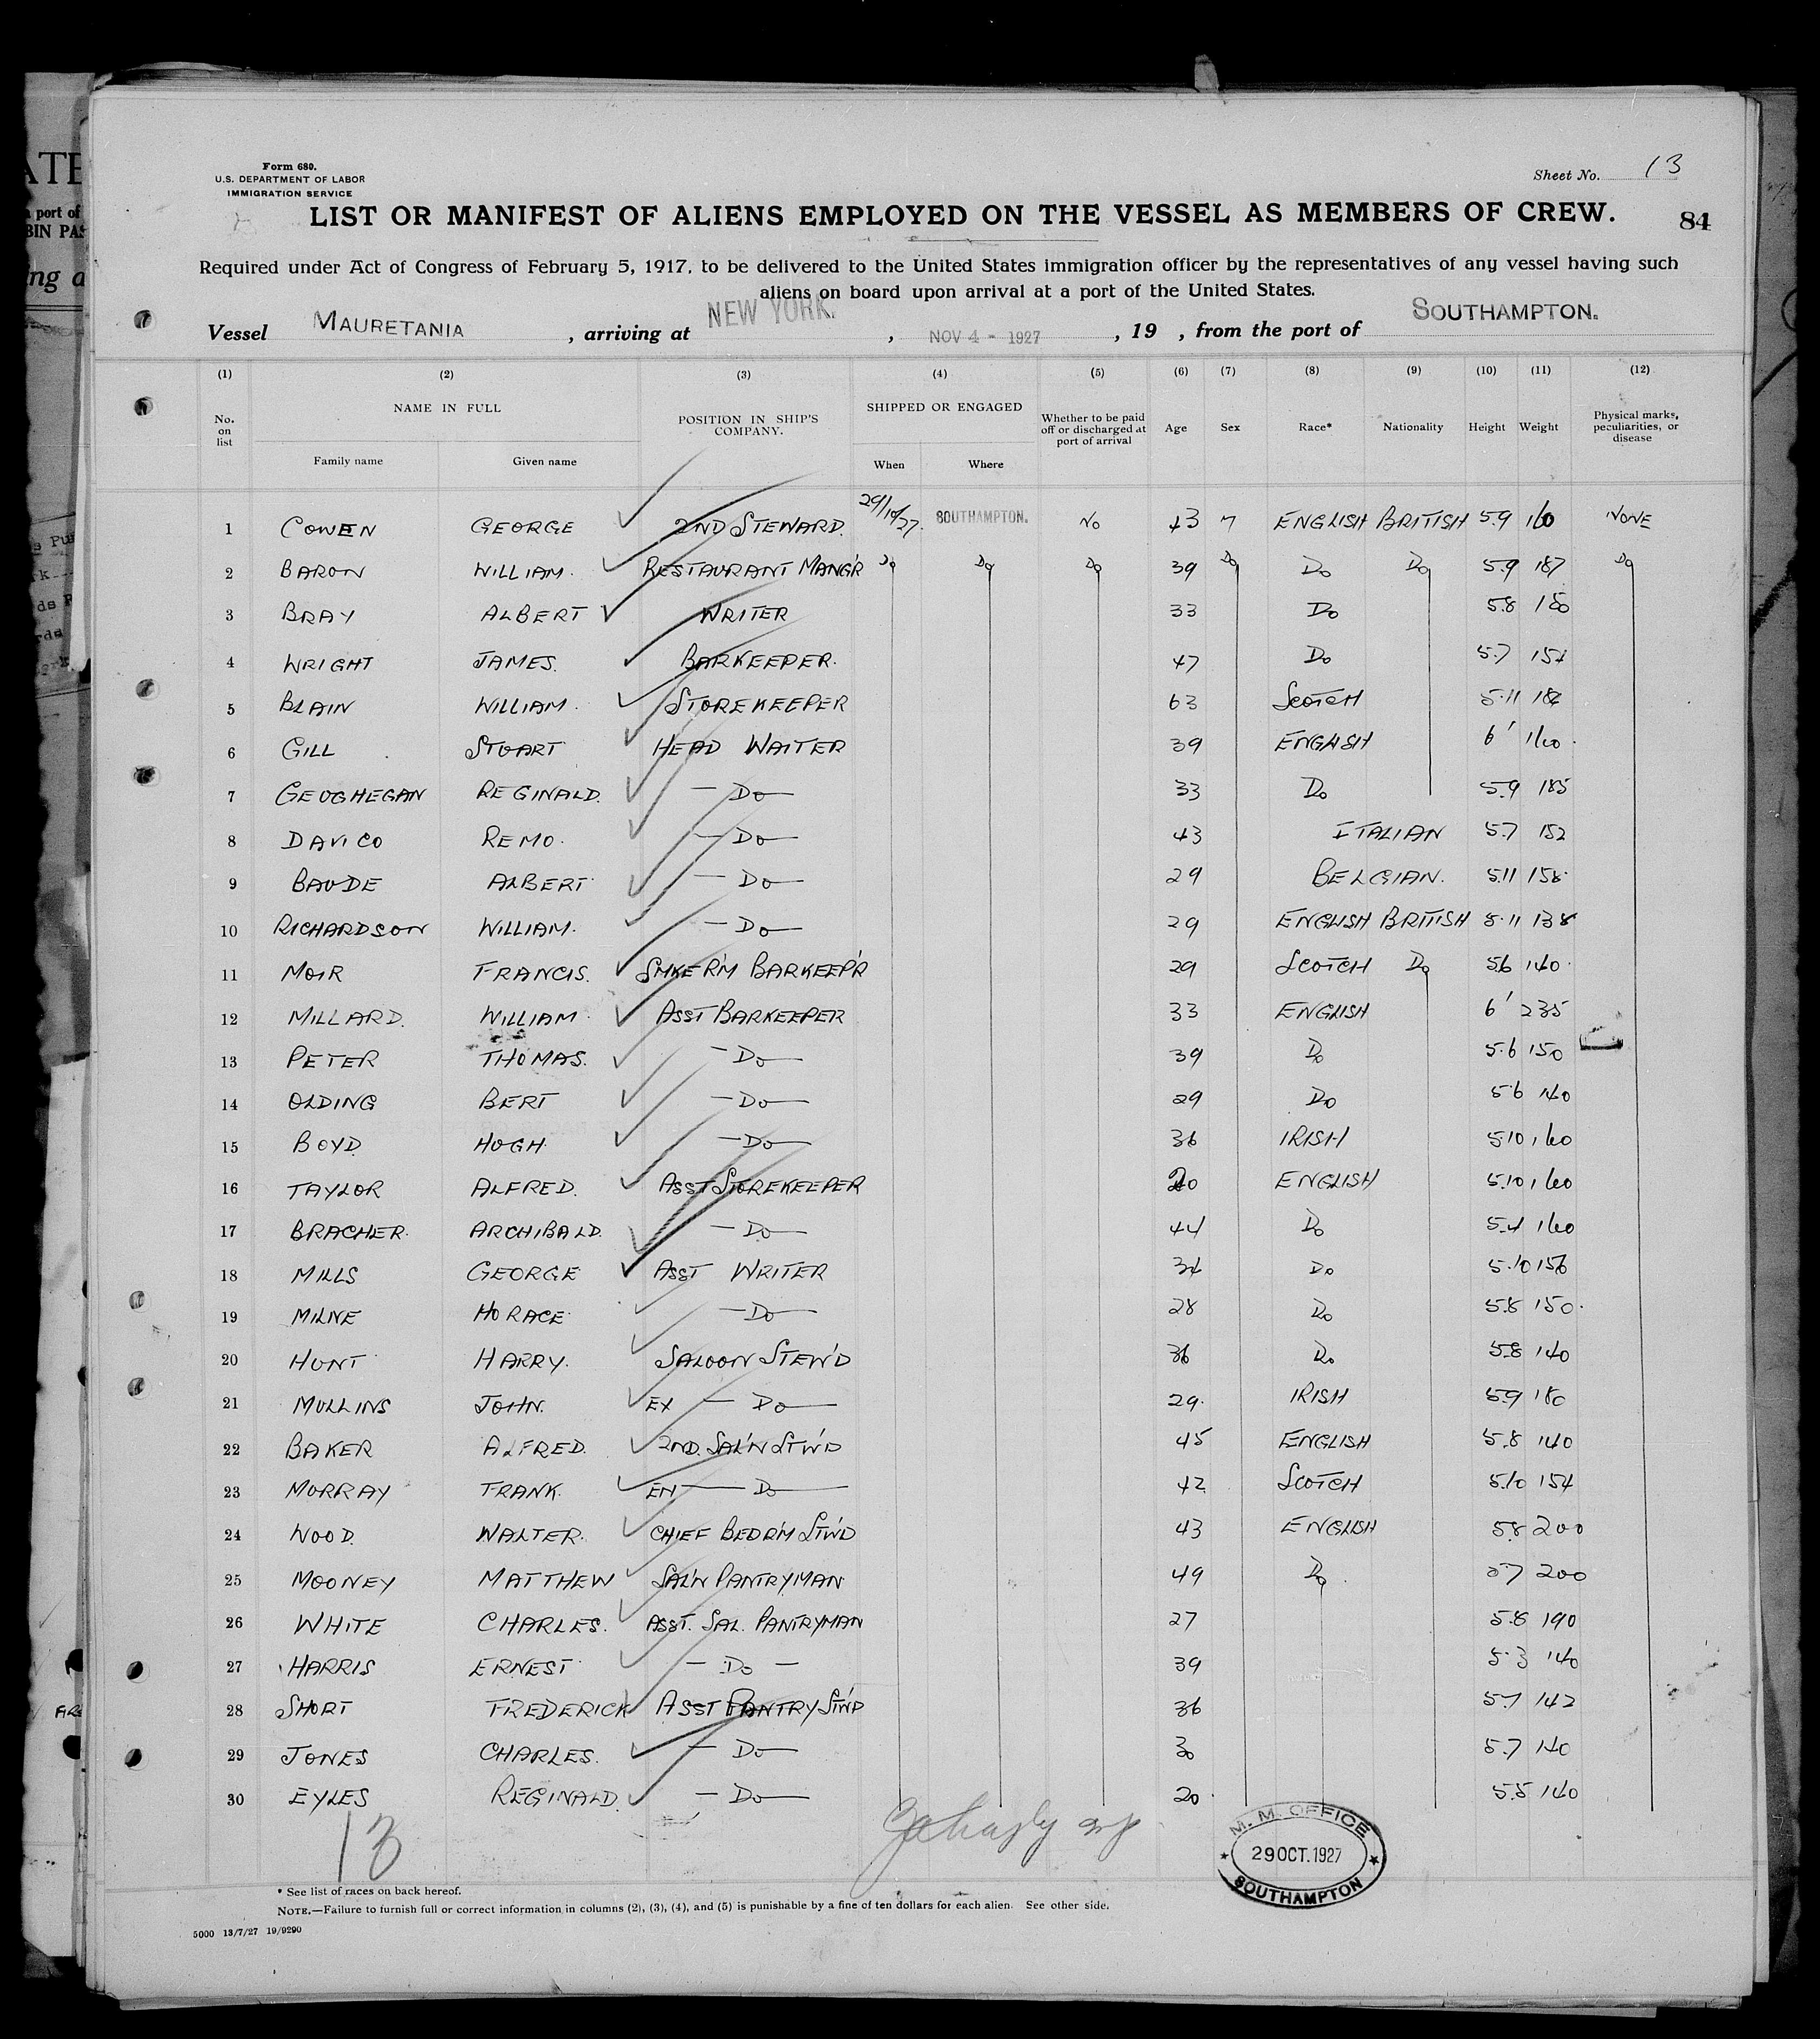 Form 680.
U.S. DEPARTMENT OF LABOR
IMMIGRATION SERVICE
Sheet No. 13
LIST OR MANIFEST OF ALIENS EMPLOYED ON THE VESSEL AS MEMBERS OF CREW.
84
Required under Act of Congress of February 5, 1917, to be delivered to the United States immigration officer by the representatives of any vessel having such
aliens on board upon arrival at a port of the United States.
Vessel MAURETANIA, arriving at NEW YORK., NOV 4 - 1927, 19 , from the port of SOUTHAMPTON.
(1) (2) (3) (4) (5) (6) (7) (8) (9) (10) (11) (12)
No. on list NAME IN FULL Family name Given name POSITION IN SHIP'S COMPANY. SHIPPED OR ENGAGED When Where Whether to be paid off or discharged at port of arrival Age Sex Race* Nationality Height Weight Physical marks, peculiarities, or disease
1 COWEN GEORGE 2ND STEWARD. 29/10/27. SOUTHAMPTON. No 43 M ENGLISH BRITISH 5.9 160 NONE
2 BARON WILLIAM. RESTAURANT MANG'R Do Do Do 39 Do Do Do 5.9 187 Do
3 BRAY ALBERT WRITER 33 Do 5.8 180
4 WRIGHT JAMES. BARKEEPER. 47 Do 5.7 154
5 BLAIN WILLIAM. STOREKEEPER 63 SCOTCH 5.11 184
6 GILL STUART HEAD WAITER 39 ENGLISH 6' 160.
7 GEOGHEGAN REGINALD. — Do — 33 Do 5.9 185
8 DAVICO REMO. — Do — 43 ITALIAN 5.7 152
9 BAUDE ALBERT — Do — 29 BELGIAN. 5.11 158.
10 RICHARDSON WILLIAM. — Do — 29 ENGLISH BRITISH 5.11 138
11 MOIR FRANCIS. SMKE R'M BARKEEP'R 29 SCOTCH Do 5.6 140.
12 MILLARD. WILLIAM. ASST BARKEEPER 33 ENGLISH 6' 235
13 PETER THOMAS. — Do — 39 Do 5.6 150
14 OLDING BERT — Do — 29 Do 5.6 140
15 BOYD. HUGH. — Do — 36 IRISH 5.10 160
16 TAYLOR ALFRED. ASST STOREKEEPER ENGLISH 5.10 160
17 BRACHER. ARCHIBALD. — Do — 44 Do 5.4 160
18 MILLS GEORGE ASST WRITER 34 Do 5.10 156
19 MILNE HORACE — Do — 28 Do 5.8 150.
20 HUNT HARRY. SALOON STEW'D 36 Do 5.8 140
21 MULLINS JOHN. EX — Do — 29. IRISH 5.9 180
22 BAKER ALFRED. 2ND. SAL'N STW'D 45 ENGLISH 5.8 140
23 MURRAY FRANK. — Do — 42 SCOTCH 5.10 154
24 WOOD. WALTER. CHIEF BEDR'M STW'D 43 ENGLISH 5.8 200
25 MOONEY MATTHEW SAL'N PANTRYMAN 49 Do. 5.7 200
26 WHITE CHARLES. ASST. SAL. PANTRYMAN 27 5.8 190
27 HARRIS ERNEST — Do — 39 5.3 140
28 SHORT FREDERICK ASST PANTRY STW'D 36 5.7 142
29 JONES CHARLES. — Do — 30 5.7 140
30 EYLES REGINALD. — Do — 20. 5.5 140
13
M. M. OFFICE
29 OCT. 1927
SOUTHAMPTON
* See list of races on back hereof.
NOTE.—Failure to furnish full or correct information in columns (2), (3), (4), and (5) is punishable by a fine of ten dollars for each alien. See other side.
5000 13/7/27 19/9290